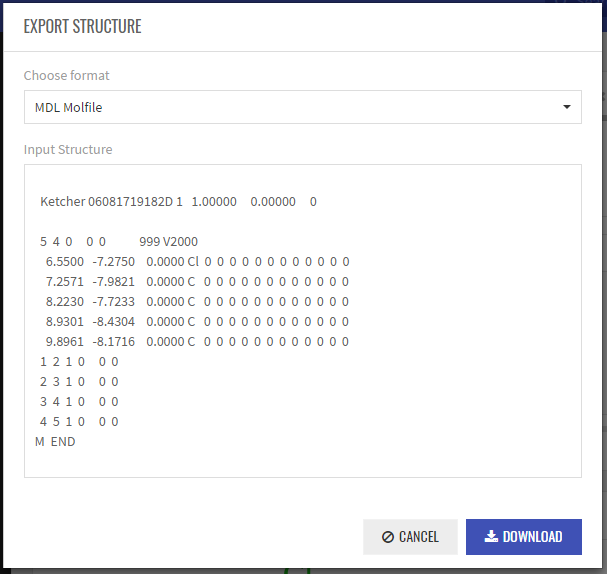 EXPORT STRUCTURE
Choose format
MDL Molfile
Input Structure
Ketcher 06081719182D 1 1.00000 0.00000 0
5 4 0 0 0 999 V2000
6.5500 -7.2750 0.0000 Cl 0 0 0 0 0 0 0 0 0 0 0 0
7.2571 -7.9821 0.0000 C 0 0 0 0 0 0 0 0 0 0 0 0
8.2230 -7.7233 0.0000 C 0 0 0 0 0 0 0 0 0 0 0 0
8.9301 -8.4304 0.0000 C 0 0 0 0 0 0 0 0 0 0 0 0
9.8961 -8.1716 0.0000 C 0 0 0 0 0 0 0 0 0 0 0 0
1 2 1 0 0 0
2 3 1 0 0 0
3 4 1 0 0 0
4 5 1 0 0 0
M END
CANCEL DOWNLOAD